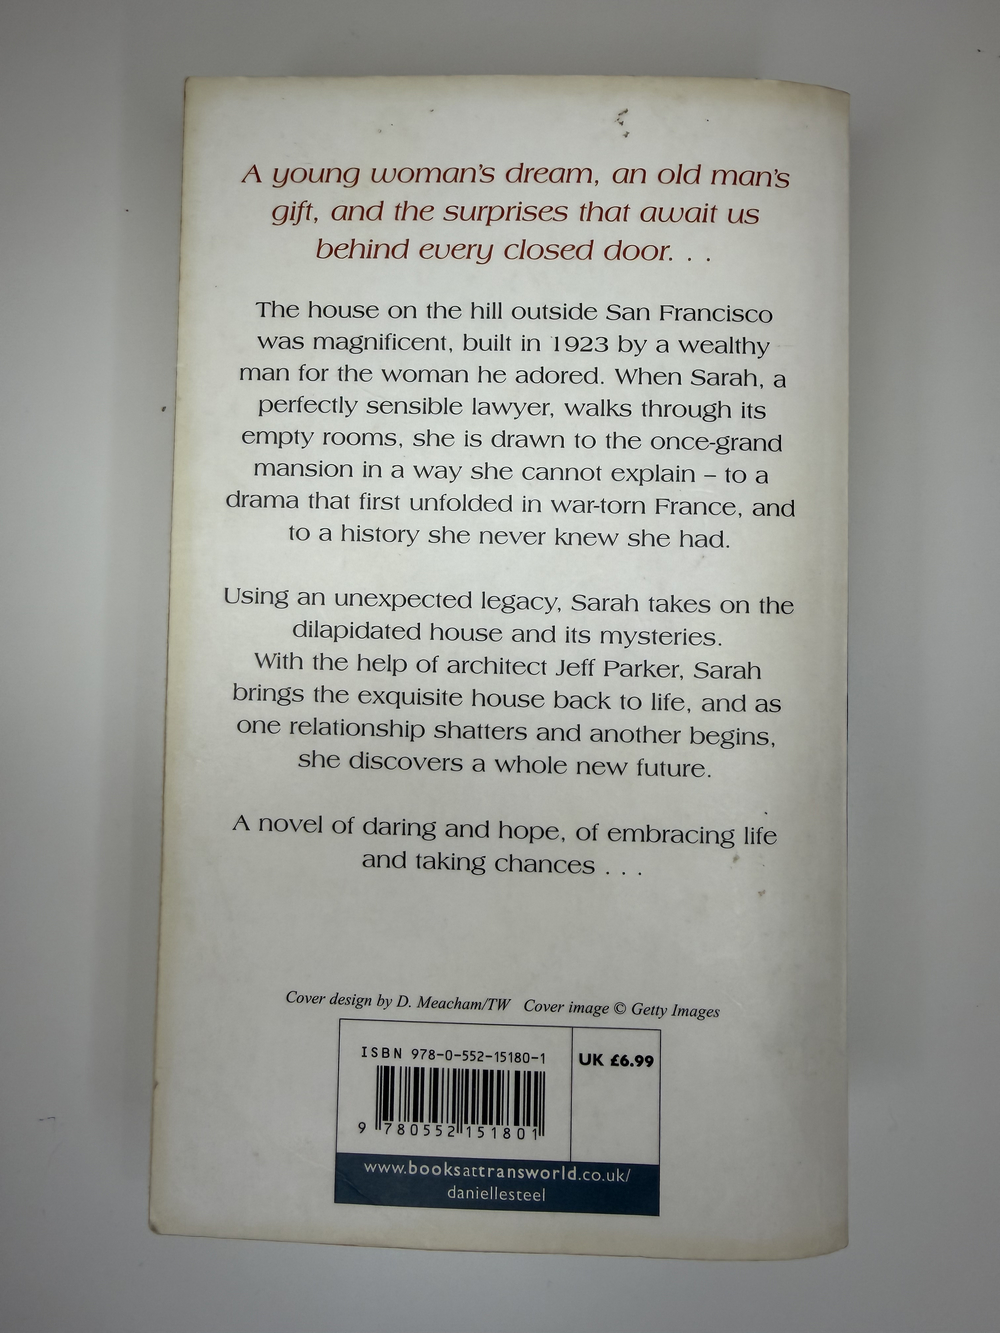 A young woman's dream, an old man's
gift, and the surprises that await us
behind every closed door. . .
The house on the hill outside San Francisco
was magnificent, built in 1923 by a wealthy
man for the woman he adored. When Sarah, a
perfectly sensible lawyer, walks through its
empty rooms, she is drawn to the once-grand
mansion in a way she cannot explain – to a
drama that first unfolded in war-torn France, and
to a history she never knew she had.
Using an unexpected legacy, Sarah takes on the
dilapidated house and its mysteries.
With the help of architect Jeff Parker, Sarah
brings the exquisite house back to life, and as
one relationship shatters and another begins,
she discovers a whole new future.
A novel of daring and hope, of embracing life
and taking chances . . .
Cover design by D. Meacham/TW Cover image © Getty Images
ISBN 978-0-552-15180-1
UK £6.99
9 780552 151801
www.booksattransworld.co.uk/
daniellesteel